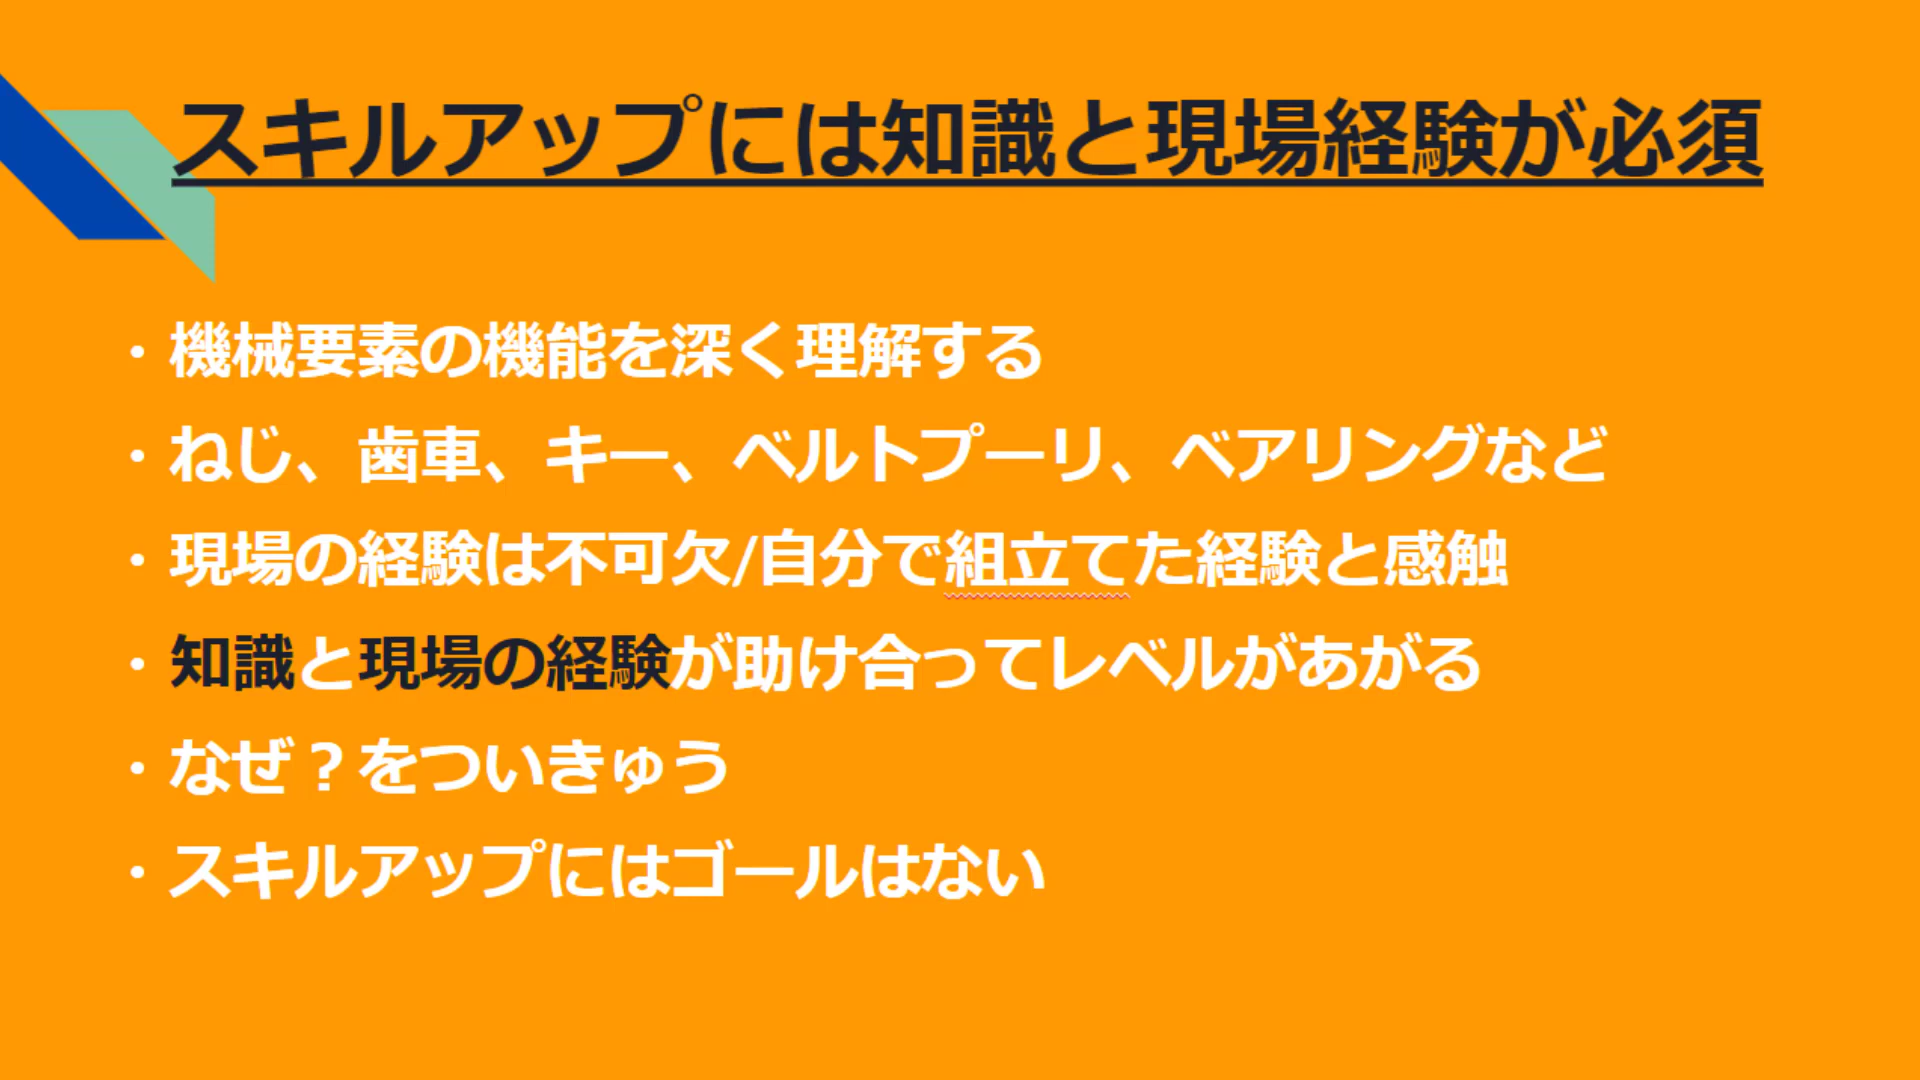 スキルアップには知識と現場経験が必須
・機械要素の機能を深く理解する
・ねじ、歯車、キー、ベルトプーリ、ベアリングなど
・現場の経験は不可欠/自分で組立てた経験と感触
・知識と現場の経験が助け合ってレベルがあがる
・なぜ？をついきゅう
・スキルアップにはゴールはない